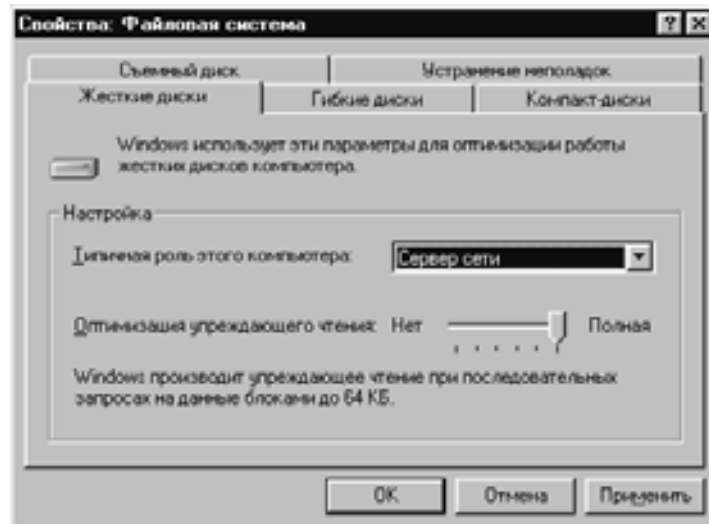 Свойства: Файловая система
Съемный диск
Устранение неполадок
Жесткие диски
Гибкие диски
Компакт-диски
Windows использует эти параметры для оптимизации работы
жестких дисков компьютера.
Настройка
Типичная роль этого компьютера:
Сервер сети
Оптимизация упреждающего чтения:
Нет
Полная
Windows производит упреждающее чтение при последовательных
запросах на данные блоками до 64 КБ.
OK
Отмена
Применить